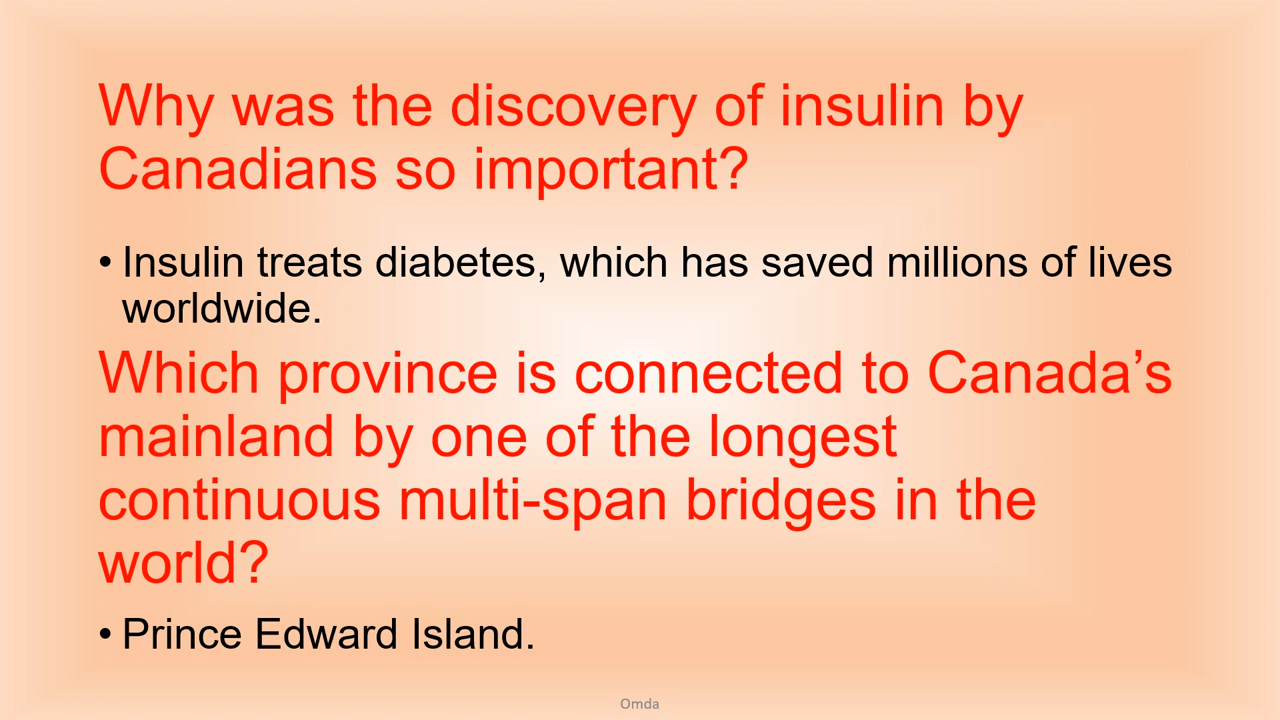 Why was the discovery of insulin by
Canadians so important?
• Insulin treats diabetes, which has saved millions of lives
worldwide.
Which province is connected to Canada’s
mainland by one of the longest
continuous multi-span bridges in the
world?
• Prince Edward Island.
Omda